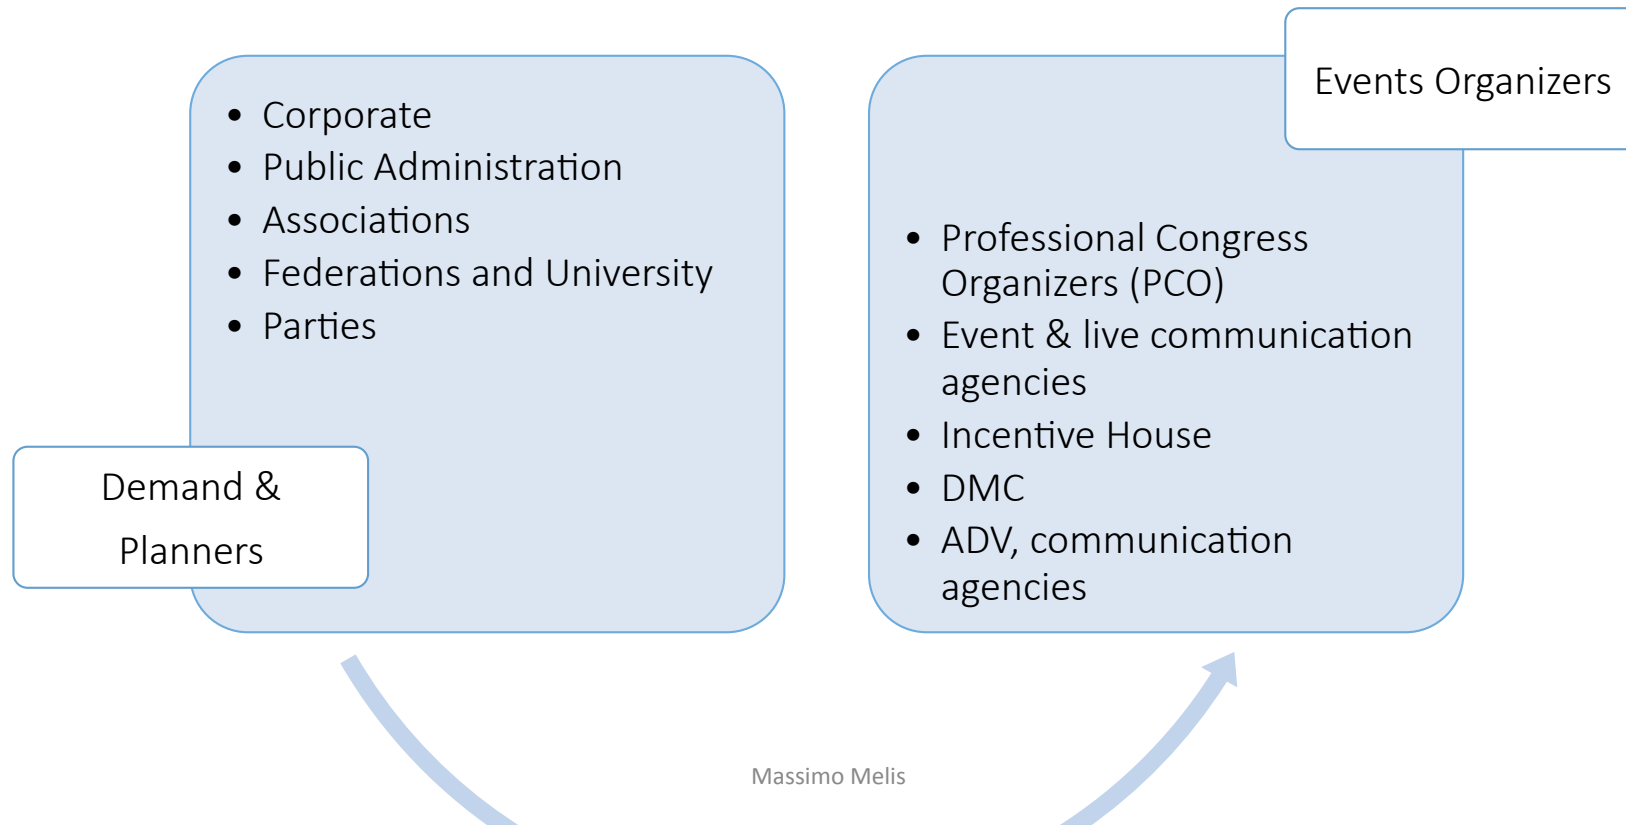 • Corporate
• Public Administration
• Associations
• Federations and University
• Parties
Demand &
Planners
Events Organizers
• Professional Congress
Organizers (PCO)
• Event & live communication
agencies
• Incentive House
• DMC
• ADV, communication
agencies
Massimo Melis